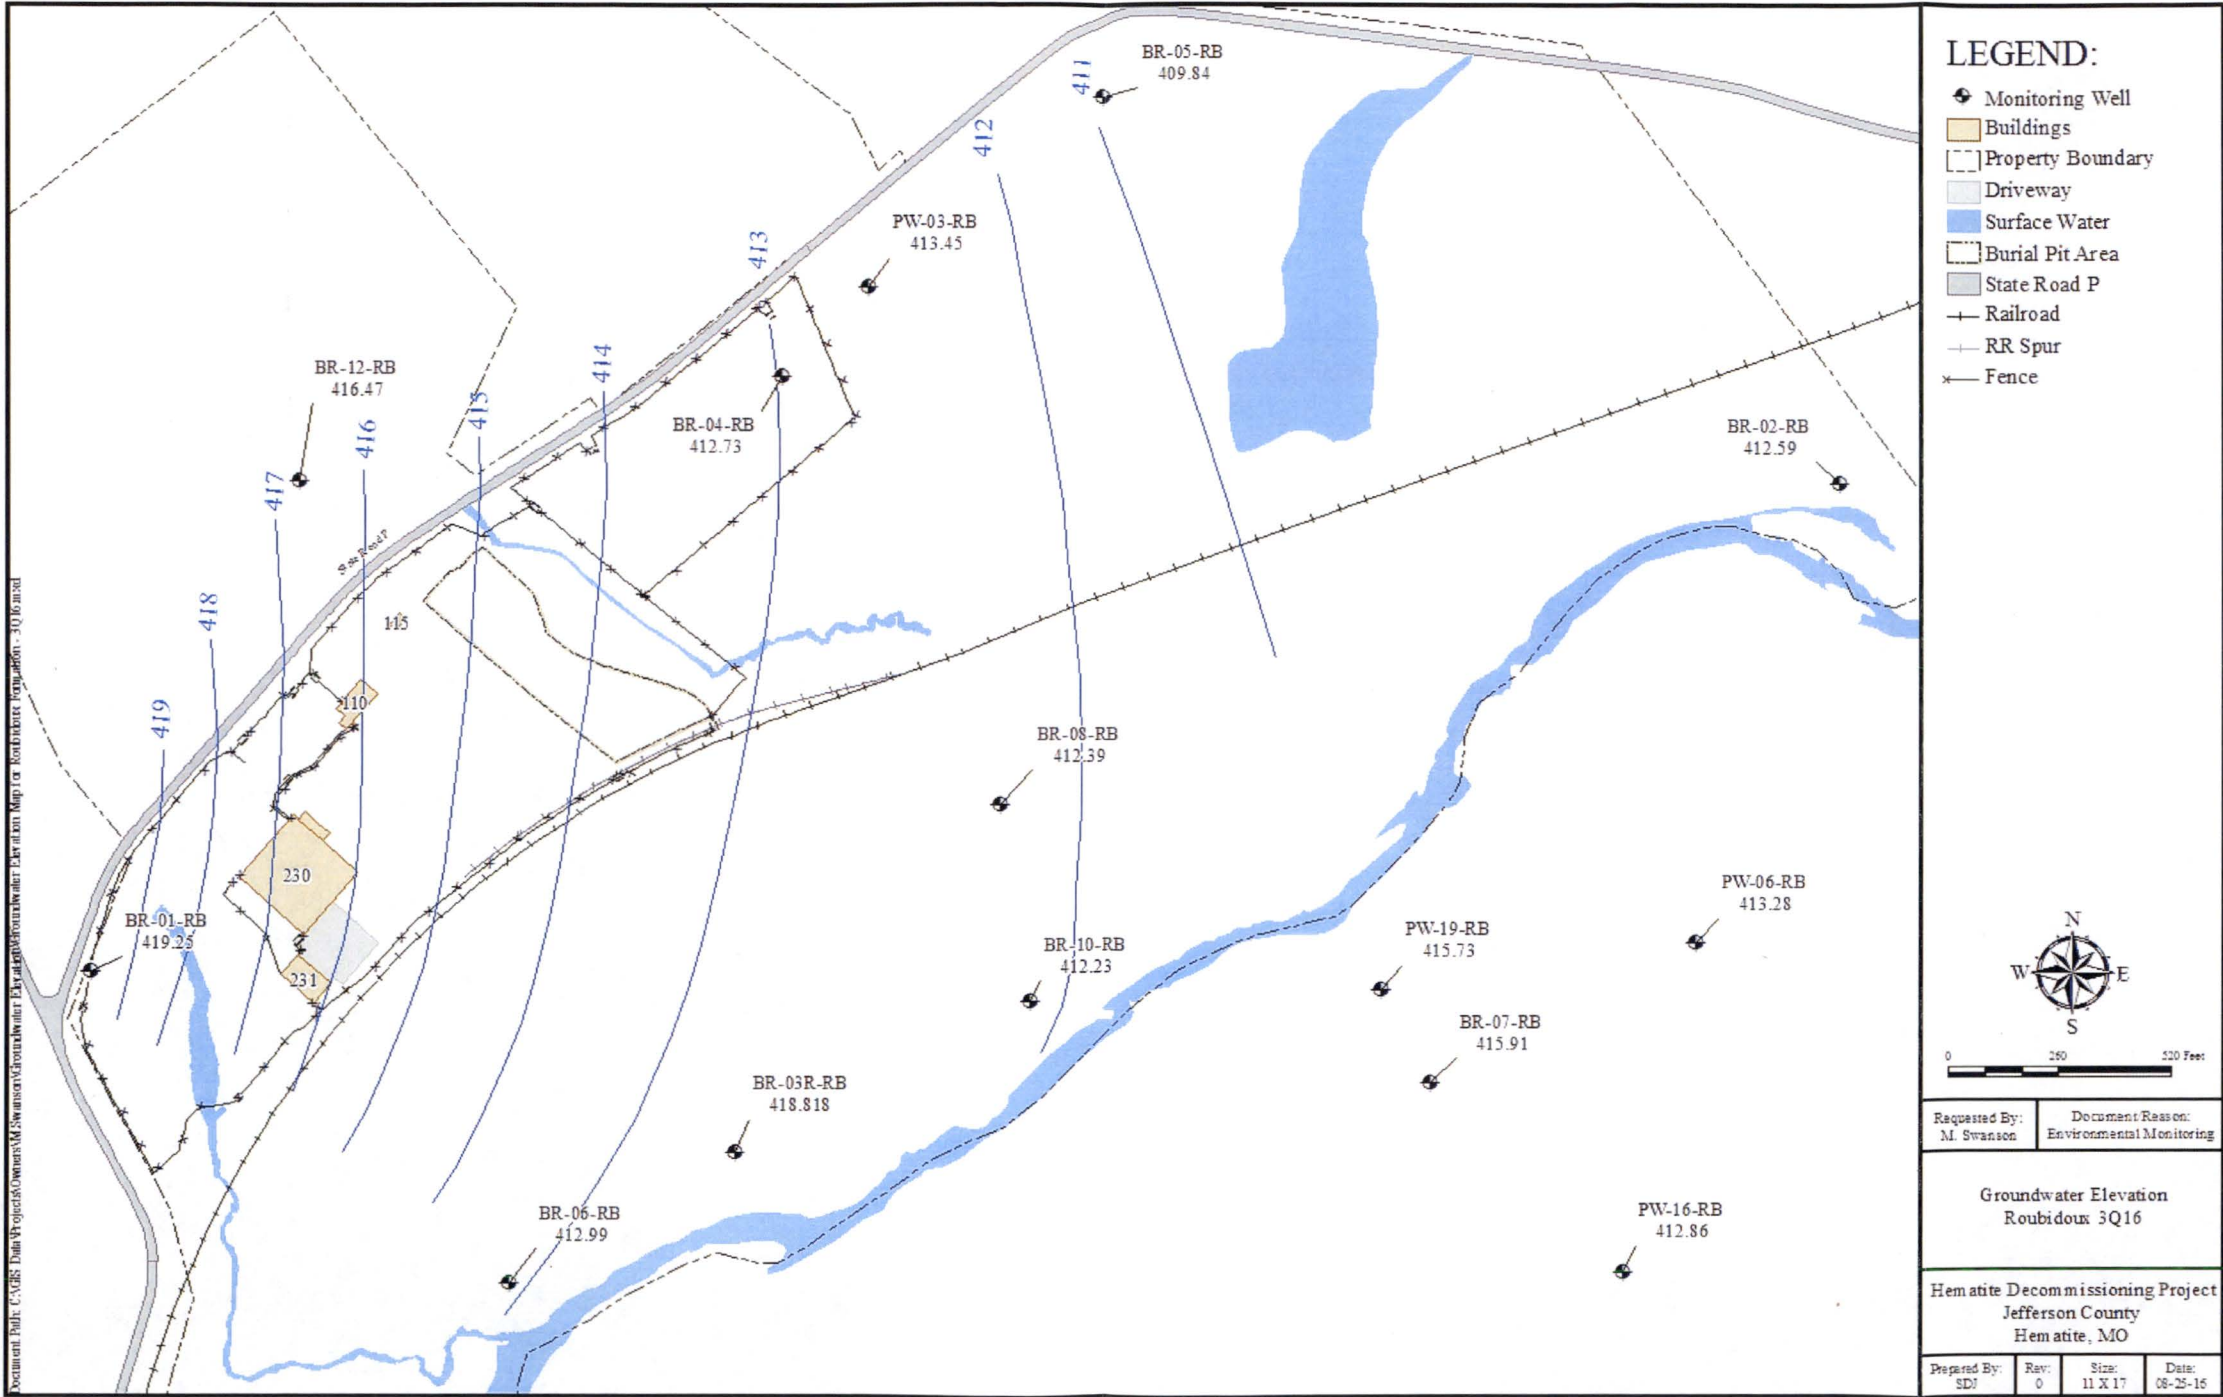 BR-05-RB
409.84
411
412
PW-03-RB
413.45
413
414
BR-12-RB
416.47
415
416
BR-04-RB
412.73
BR-02-RB
412.59
417
State Road P
418
115
110
419
BR-08-RB
412.39
230
BR-01-RB
419.25
231
BR-10-RB
412.23
PW-19-RB
415.73
PW-06-RB
413.28
BR-07-RB
415.91
BR-03R-RB
418.818
BR-06-RB
412.99
PW-16-RB
412.86
LEGEND:
Monitoring Well
Buildings
Property Boundary
Driveway
Surface Water
Burial Pit Area
State Road P
Railroad
RR Spur
Fence
N
W E
S
0 260 520 Feet
Requested By:
M. Swanson
Document/Reason:
Environmental Monitoring
Groundwater Elevation
Roubidoux 3Q16
Hematite Decommissioning Project
Jefferson County
Hematite, MO
Prepared By:
SDJ
Rev:
0
Size:
11 X 17
Date:
08-25-16